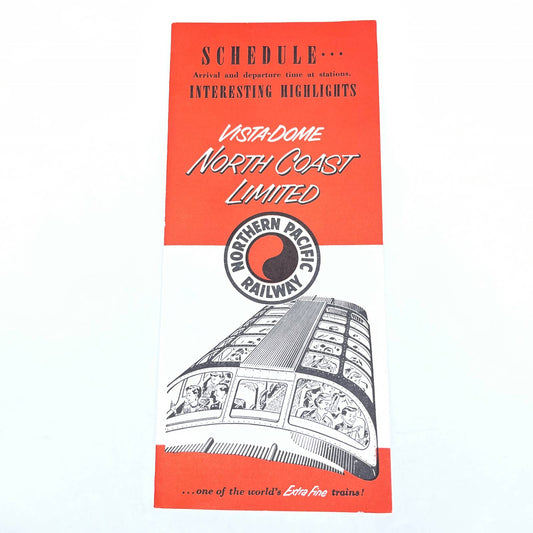 SCHEDULE...
Arrival and departure time at stations.
INTERESTING HIGHLIGHTS
VISTA-DOME
NORTH COAST
LIMITED
NORTHERN PACIFIC
RAILWAY
...one of the world's Extra Fine trains!